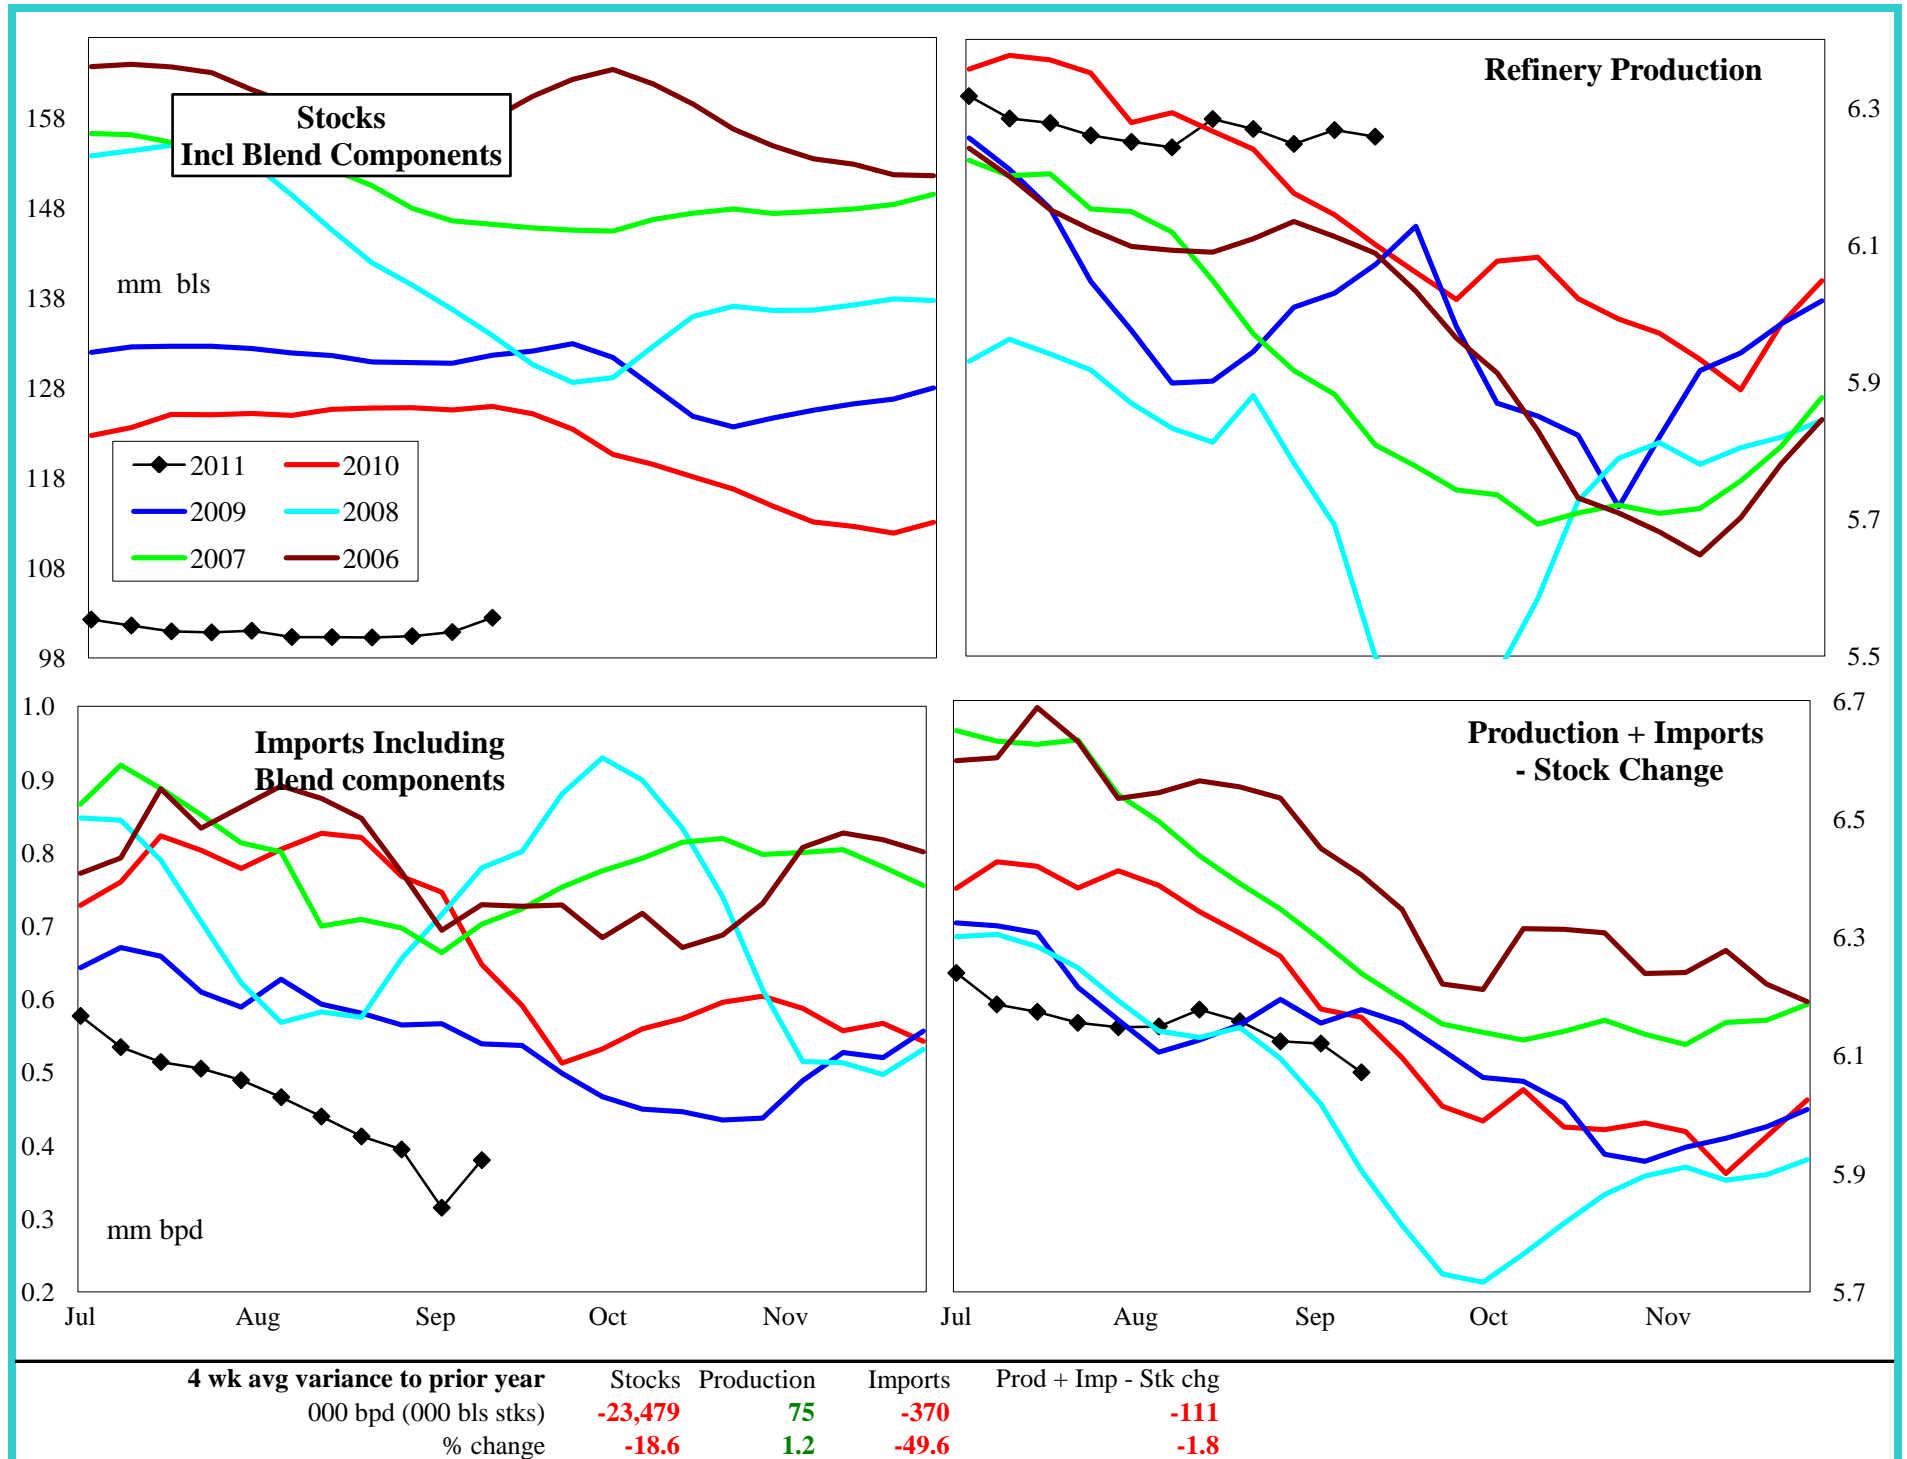 Stocks
Incl Blend Components
mm bls
158
148
138
128
118
108
98
2011
2010
2009
2008
2007
2006
Refinery Production
6.3
6.1
5.9
5.7
5.5
Imports Including
Blend components
mm bpd
1.0
0.9
0.8
0.7
0.6
0.5
0.4
0.3
0.2
Jul Aug Sep Oct Nov
Production + Imports
- Stock Change
6.7
6.5
6.3
6.1
5.9
5.7
Jul Aug Sep Oct Nov
4 wk avg variance to prior year Stocks Production Imports Prod + Imp - Stk chg
000 bpd (000 bls stks) -23,479 75 -370 -111
% change -18.6 1.2 -49.6 -1.8